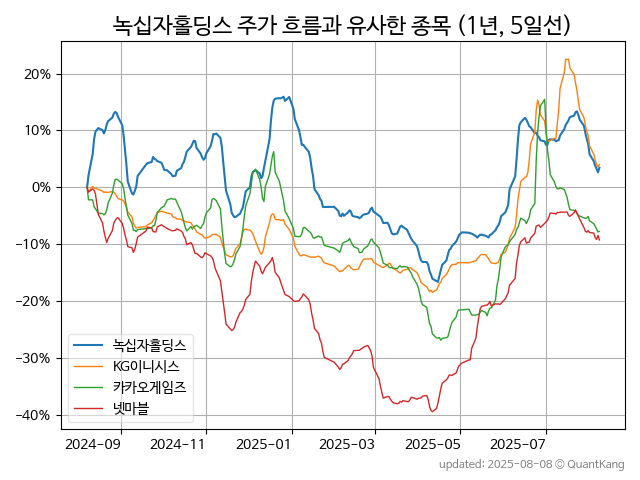 녹십자홀딩스 주가 흐름과 유사한 종목 (1년, 5일선)
20%
10%
0%
−10%
−20%
−30%
−40%
녹십자홀딩스
KG이니시스
카카오게임즈
넷마블
2024-09
2024-11
2025-01
2025-03
2025-05
2025-07
updated: 2025-08-08 © QuantKang